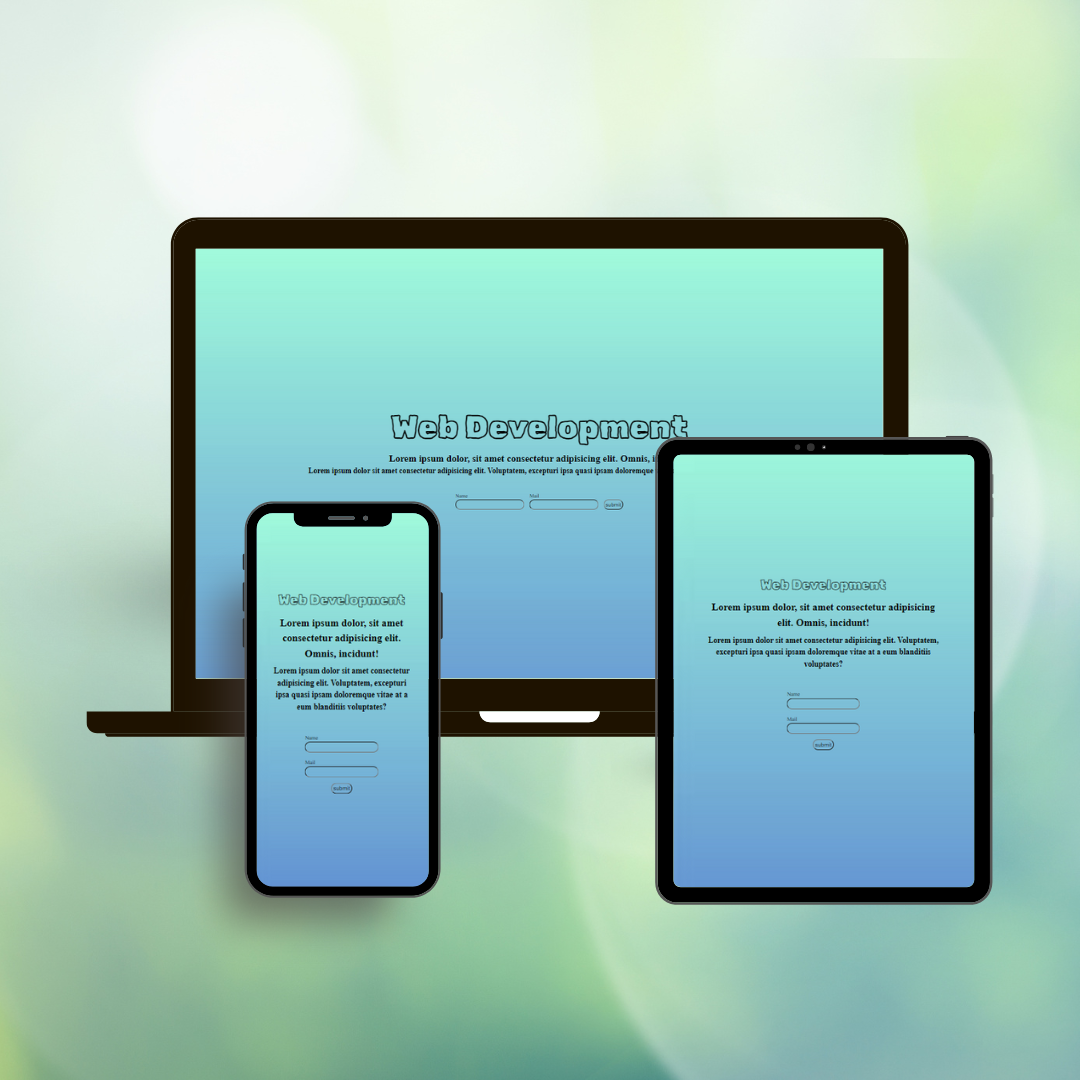 Web Development
Lorem ipsum dolor, sit amet consectetur adipisicing elit. Omnis,
Lorem ipsum dolor sit amet consectetur adipisicing elit. Voluptatem, excepturi ipsa quasi ipsam doloremque
Name Mail
submit
Web Development
Lorem ipsum dolor, sit amet
consectetur adipisicing elit.
Omnis, incidunt!
Lorem ipsum dolor sit amet consectetur
adipisicing elit. Voluptatem, excepturi
ipsa quasi ipsam doloremque vitae at a
eum blanditiis voluptates?
Name
Mail
submit
Web Development
Lorem ipsum dolor, sit amet consectetur adipisicing
elit. Omnis, incidunt!
Lorem ipsum dolor sit amet consectetur adipisicing elit. Voluptatem,
excepturi ipsa quasi ipsam doloremque vitae at a eum blanditiis
voluptates?
Name
Mail
submit